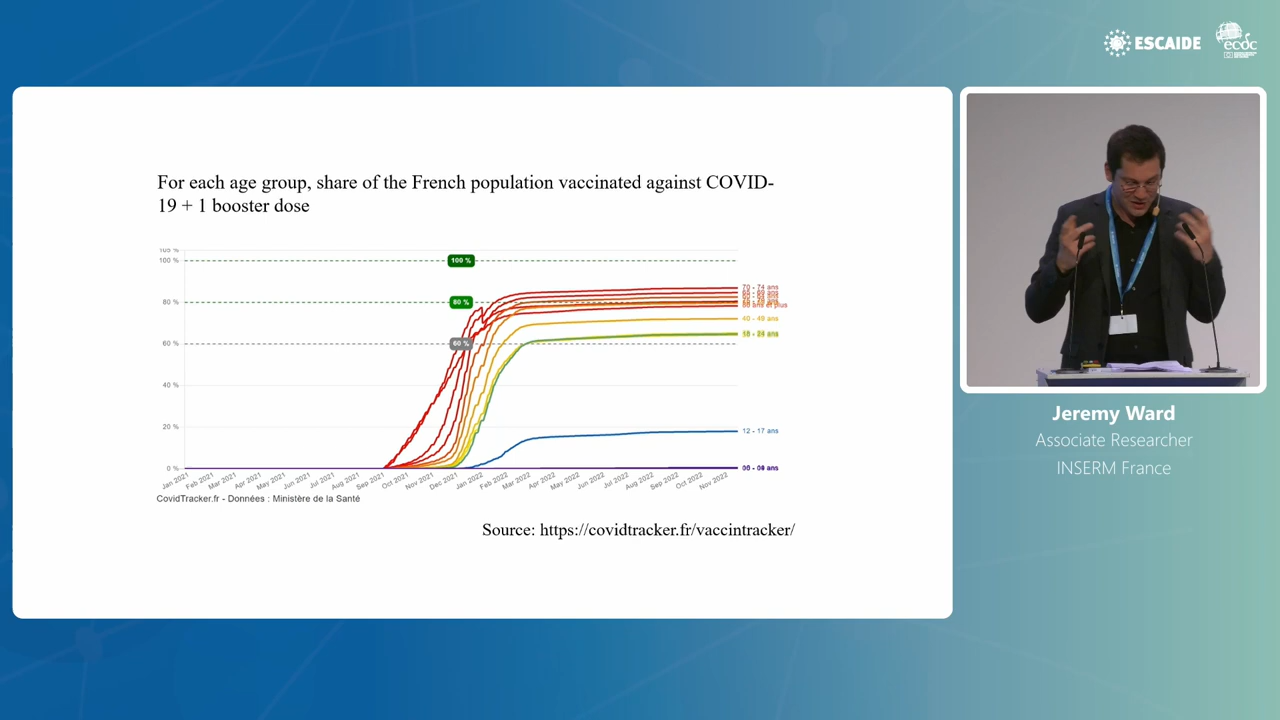 ESCAIDE
ecdc
For each age group, share of the French population vaccinated against COVID-
19 + 1 booster dose
105 %
100 %
100 %
80 %
80 %
60 %
60 %
40 %
20 %
0 %
70 - 74 ans
40 - 49 ans
12 - 17 ans
Jan 2021
Feb 2021
Mar 2021
Apr 2021
May 2021
Jun 2021
Jul 2021
Aug 2021
Sep 2021
Oct 2021
Nov 2021
Dec 2021
Jan 2022
Feb 2022
Mar 2022
Apr 2022
May 2022
Jun 2022
Jul 2022
Aug 2022
Sep 2022
Oct 2022
Nov 2022
CovidTracker.fr - Données : Ministère de la Santé
Source: https://covidtracker.fr/vaccintracker/
Jeremy Ward
Associate Researcher
INSERM France